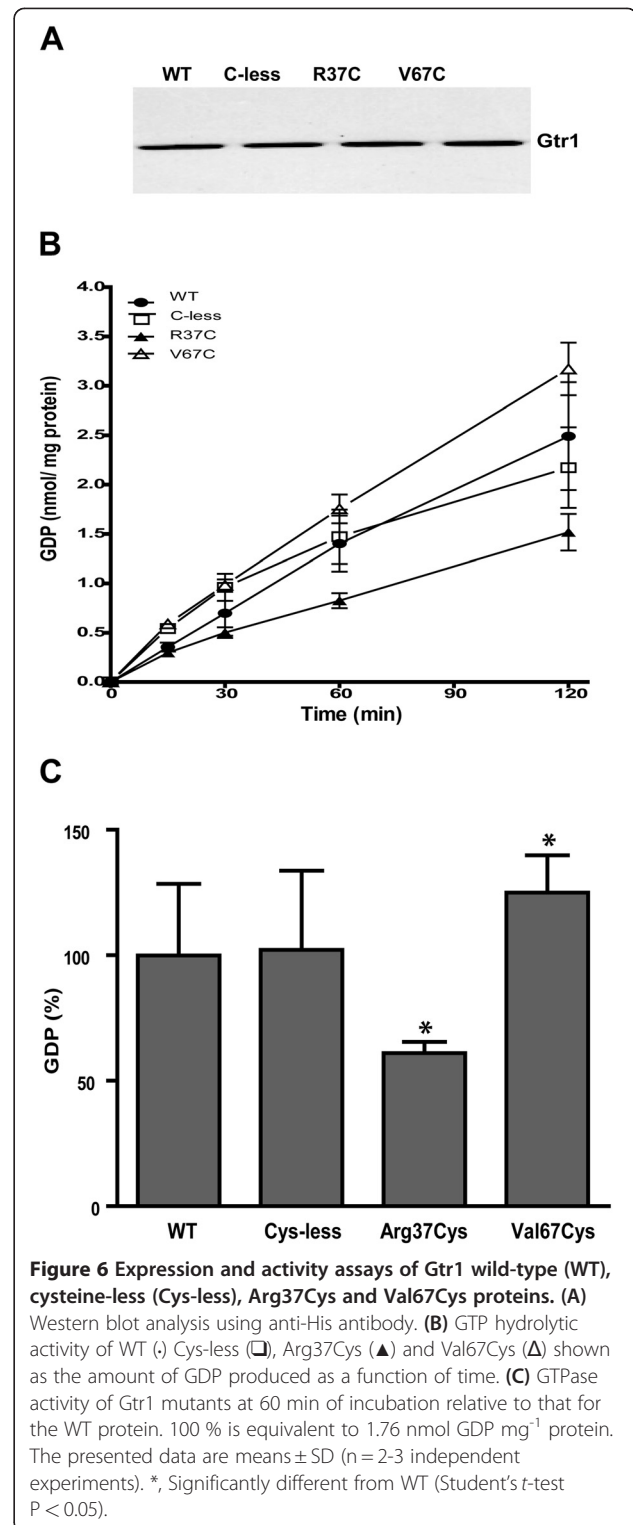 A
WT C-less R37C V67C
Gtr1
B
4.0
3.5
3.0
2.5
2.0
1.5
1.0
0.5
0.0
WT
C-less
R37C
V67C
GDP (nmol/ mg protein)
0 30 60 90 120
Time (min)
C
150
100
50
0
GDP (%)
* *
WT Cys-less Arg37Cys Val67Cys
Figure 6 Expression and activity assays of Gtr1 wild-type (WT),
cysteine-less (Cys-less), Arg37Cys and Val67Cys proteins. (A)
Western blot analysis using anti-His antibody. (B) GTP hydrolytic
activity of WT (·) Cys-less (❑), Arg37Cys (▲) and Val67Cys (Δ) shown
as the amount of GDP produced as a function of time. (C) GTPase
activity of Gtr1 mutants at 60 min of incubation relative to that for
the WT protein. 100 % is equivalent to 1.76 nmol GDP mg⁻¹ protein.
The presented data are means ± SD (n = 2-3 independent
experiments). *, Significantly different from WT (Student's t-test
P < 0.05).